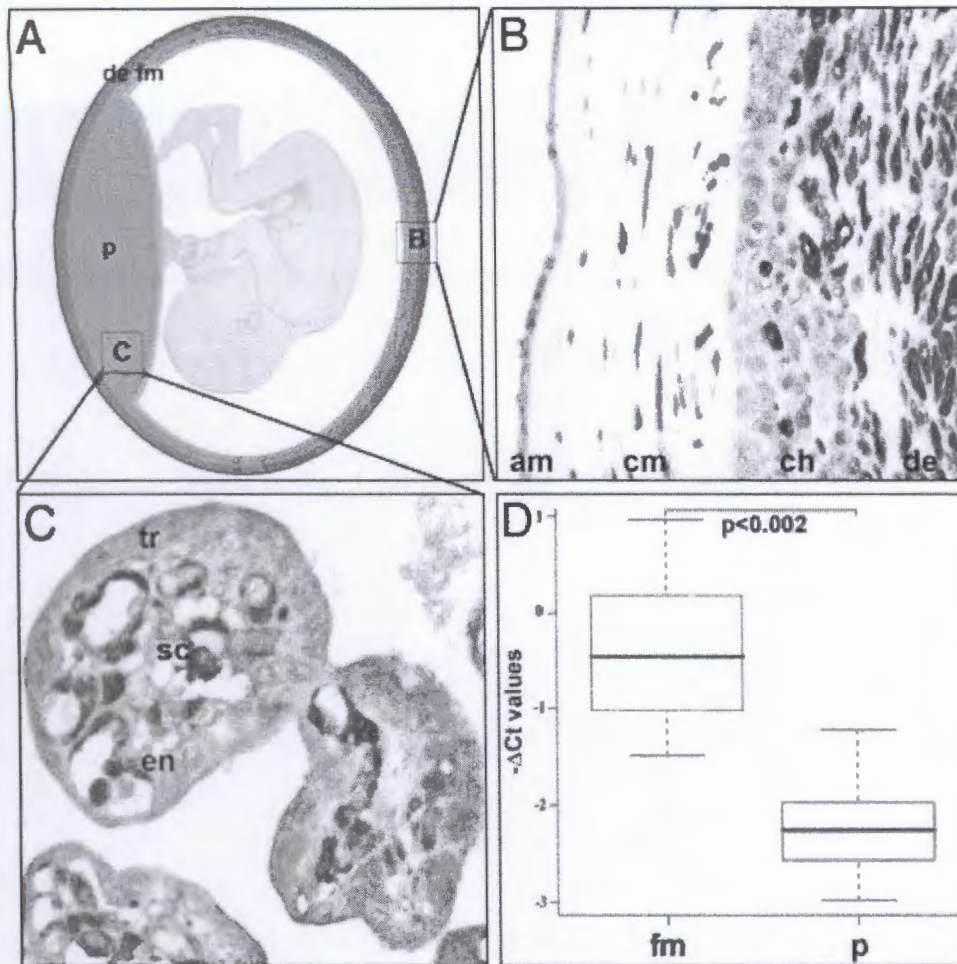 A
de fm
p
B
C
B
am cm ch de
C
tr
sc
en
D
p<0.002
1
0
-1
-2
-3
-ΔCt values
fm p